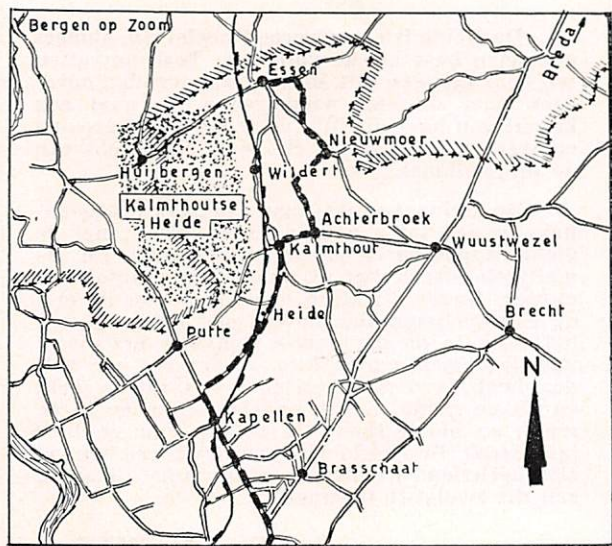 Bergen op Zoom
Breda
Essen
Nieuwmoer
Huijbergen
Wildert
Kalmthoutse
Heide
Achterbroek
Kalmthout
Wuustwezel
Heide
Brecht
Putte
N
Kapellen
Brasschaat